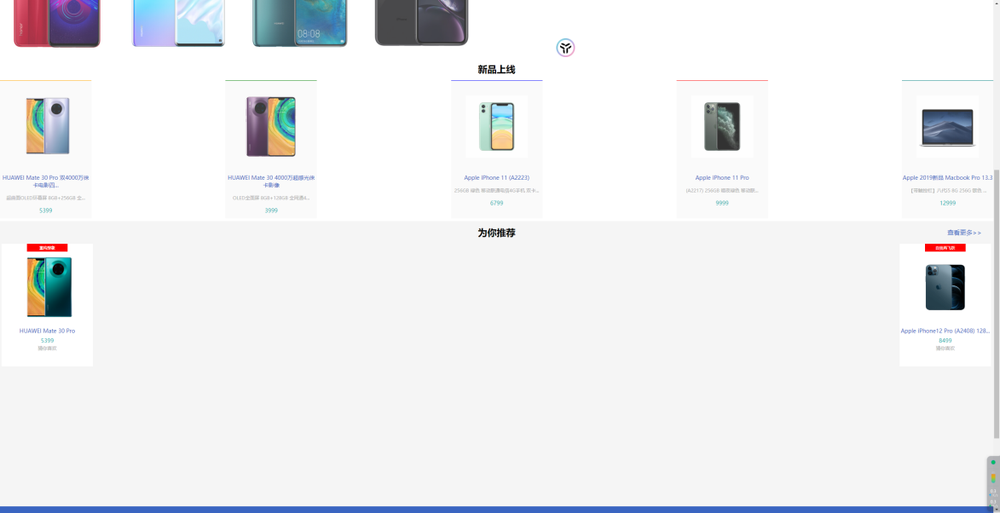 08:08
新品上线
HUAWEI Mate 30 Pro 双4000万徕
卡电影四...
超曲面OLED环幕屏 8GB+256GB 全...
5399
HUAWEI Mate 30 4000万超感光徕
卡影像
OLED全面屏 8GB+128GB 全网通4...
3999
Apple iPhone 11 (A2223)
256GB 绿色 移动联通电信4G手机 双卡...
6799
Apple iPhone 11 Pro
(A2217) 256GB 暗夜绿色 移动联...
9999
Apple 2019新品 Macbook Pro 13.3
【带触控栏】八代i5 8G 256G 银色 ...
12999
为你推荐
查看更多>>
重构想象
HUAWEI Mate 30 Pro
5399
猜你喜欢
Apple iPhone12 Pro (A2408) 128...
8499
猜你喜欢